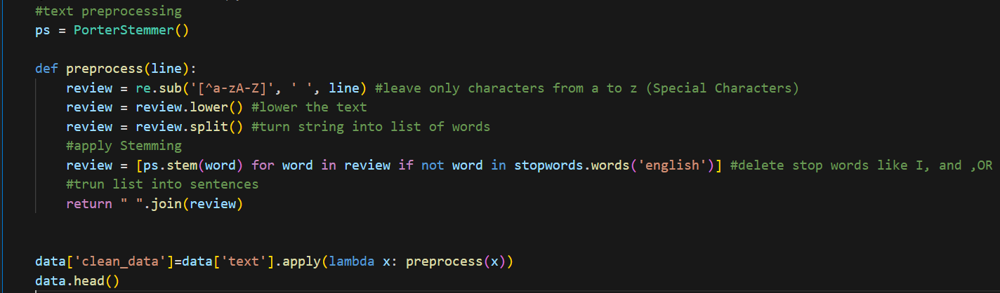 #text preprocessing
ps = PorterStemmer()
def preprocess(line):
review = re.sub('[^a-zA-Z]', ' ', line) #leave only characters from a to z (Special Characters)
review = review.lower() #lower the text
review = review.split() #turn string into list of words
#apply Stemming
review = [ps.stem(word) for word in review if not word in stopwords.words('english')] #delete stop words like I, and ,OR
#trun list into sentences
return " ".join(review)
data['clean_data']=data['text'].apply(lambda x: preprocess(x))
data.head()